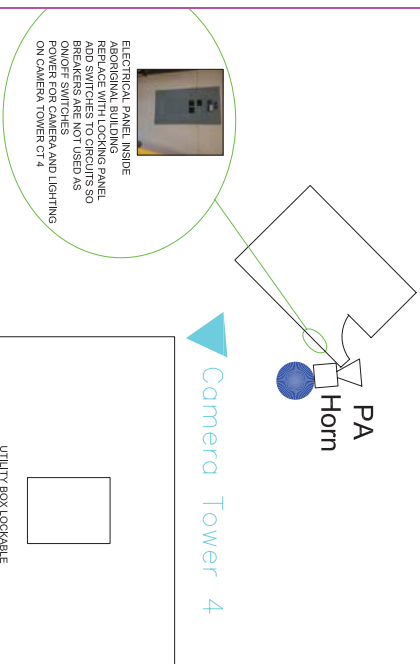 ELECTRICAL PANEL INSIDE
ABORIGINAL BUILDING
REPLACE WITH LOCKING PANEL
ADD SWITCHES TO CIRCUITS SO
BREAKERS ARE NOT USED AS
ON/OFF SWITCHES
POWER FOR CAMERA AND LIGHTING
ON CAMERA TOWER CT 4
PA
Horn
Camera Tower 4
UTILITY BOX LOCKABLE